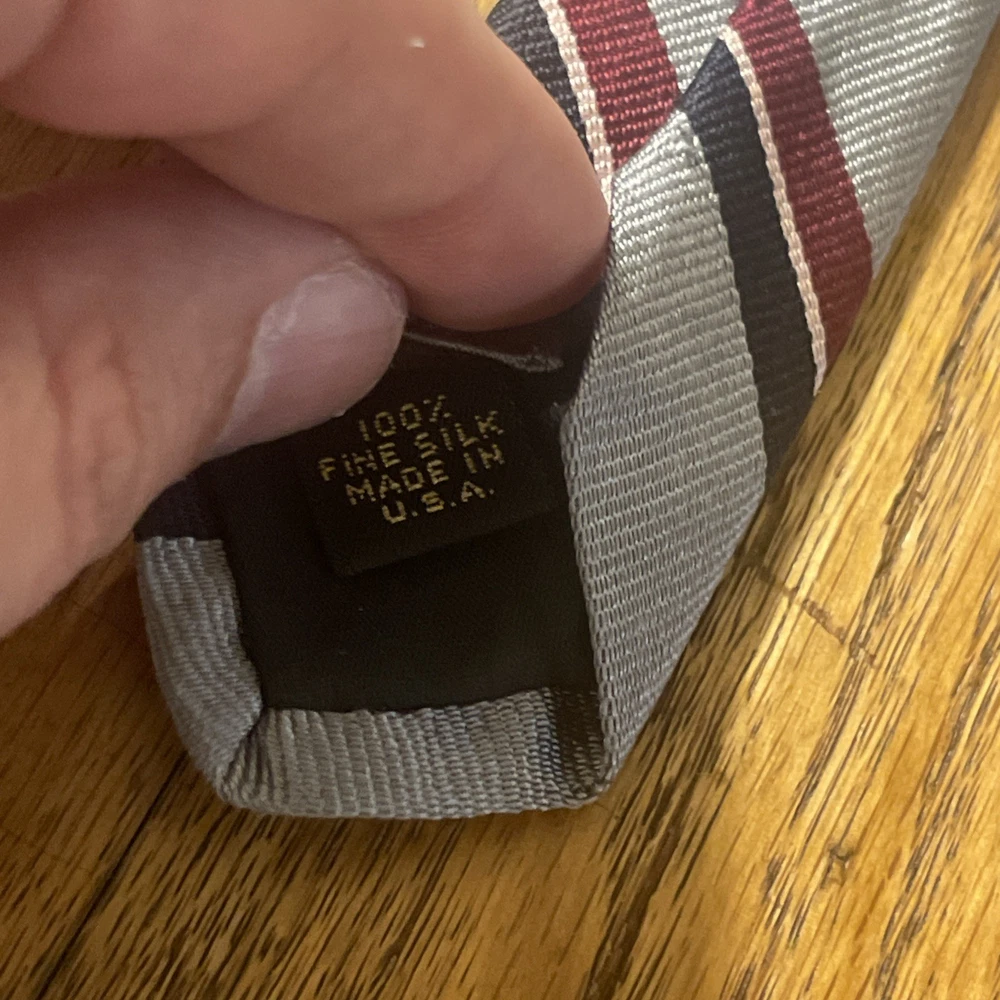 100%
FINE SILK
MADE IN
U.S.A.